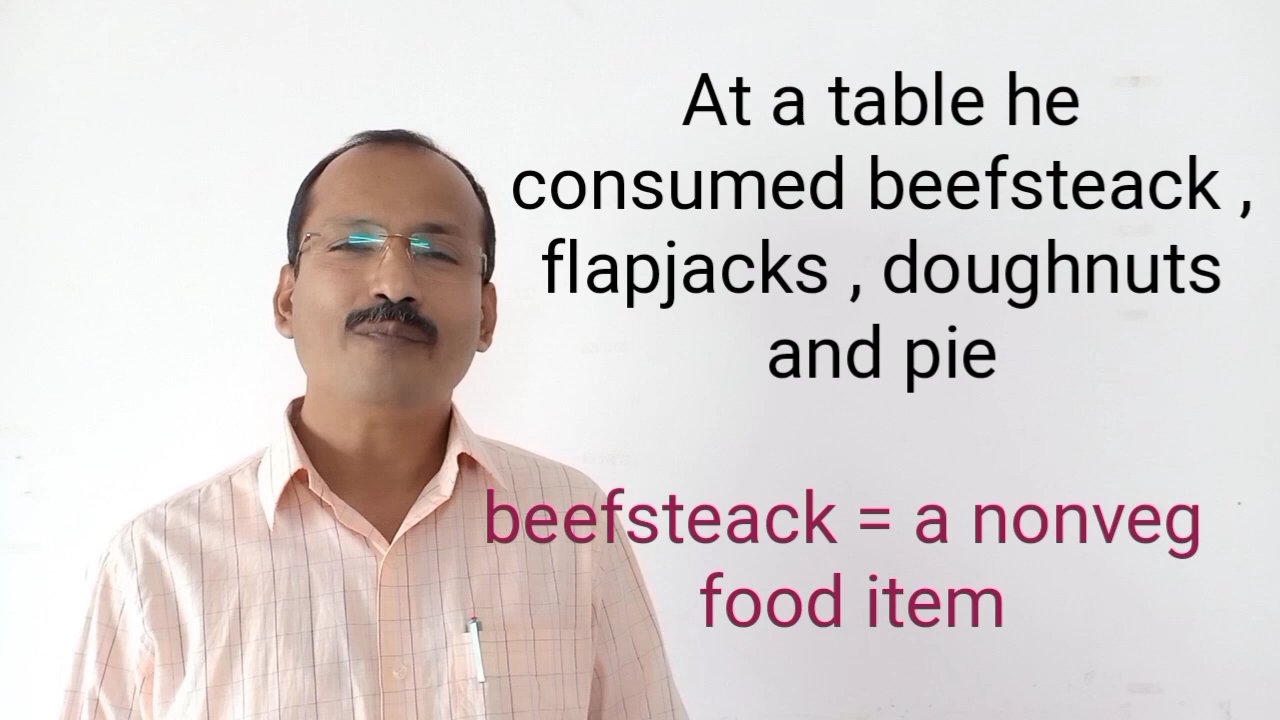 At a table he
consumed beefsteack ,
flapjacks , doughnuts
and pie
beefsteack = a nonveg
food item